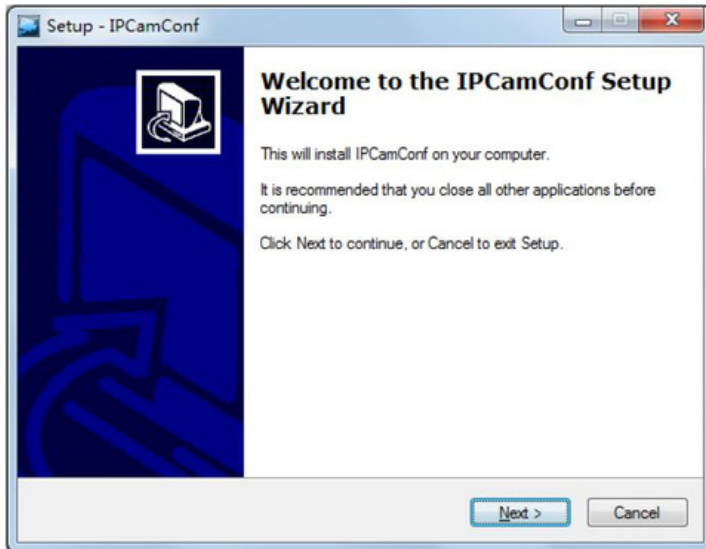 Setup - IPCamConf
Welcome to the IPCamConf Setup
Wizard
This will install IPCamConf on your computer.
It is recommended that you close all other applications before
continuing.
Click Next to continue, or Cancel to exit Setup.
Next >
Cancel